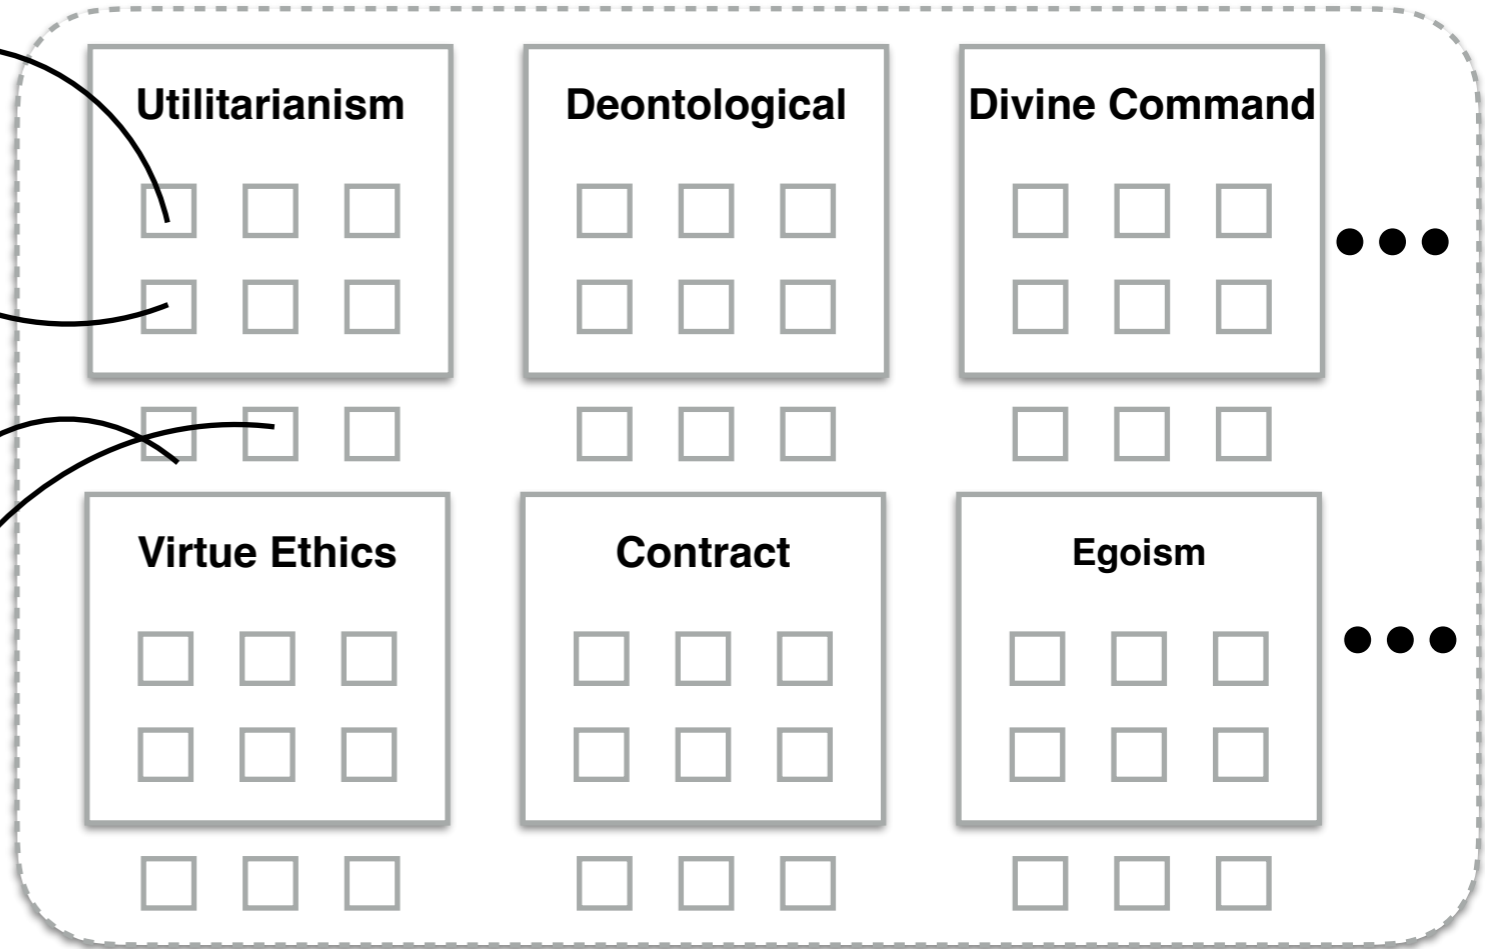 Utilitarianism
Deontological
Divine Command
Virtue Ethics
Contract
Egoism